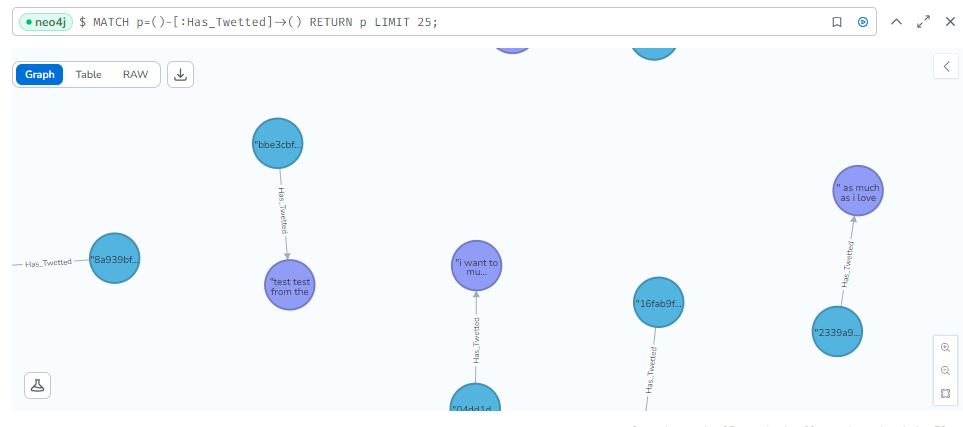 neo4j $ MATCH p=()-[:Has_Twetted]->() RETURN p LIMIT 25;
Graph Table RAW
"bbe3cbf...
Has_Twetted
"test test
from the
Has_Twetted
"8a939bf...
"i want to
mu...
Has_Twetted
"04dd1d...
"16fab9f...
Has_Twetted
" as much
as i love
Has_Twetted
"2339a9...